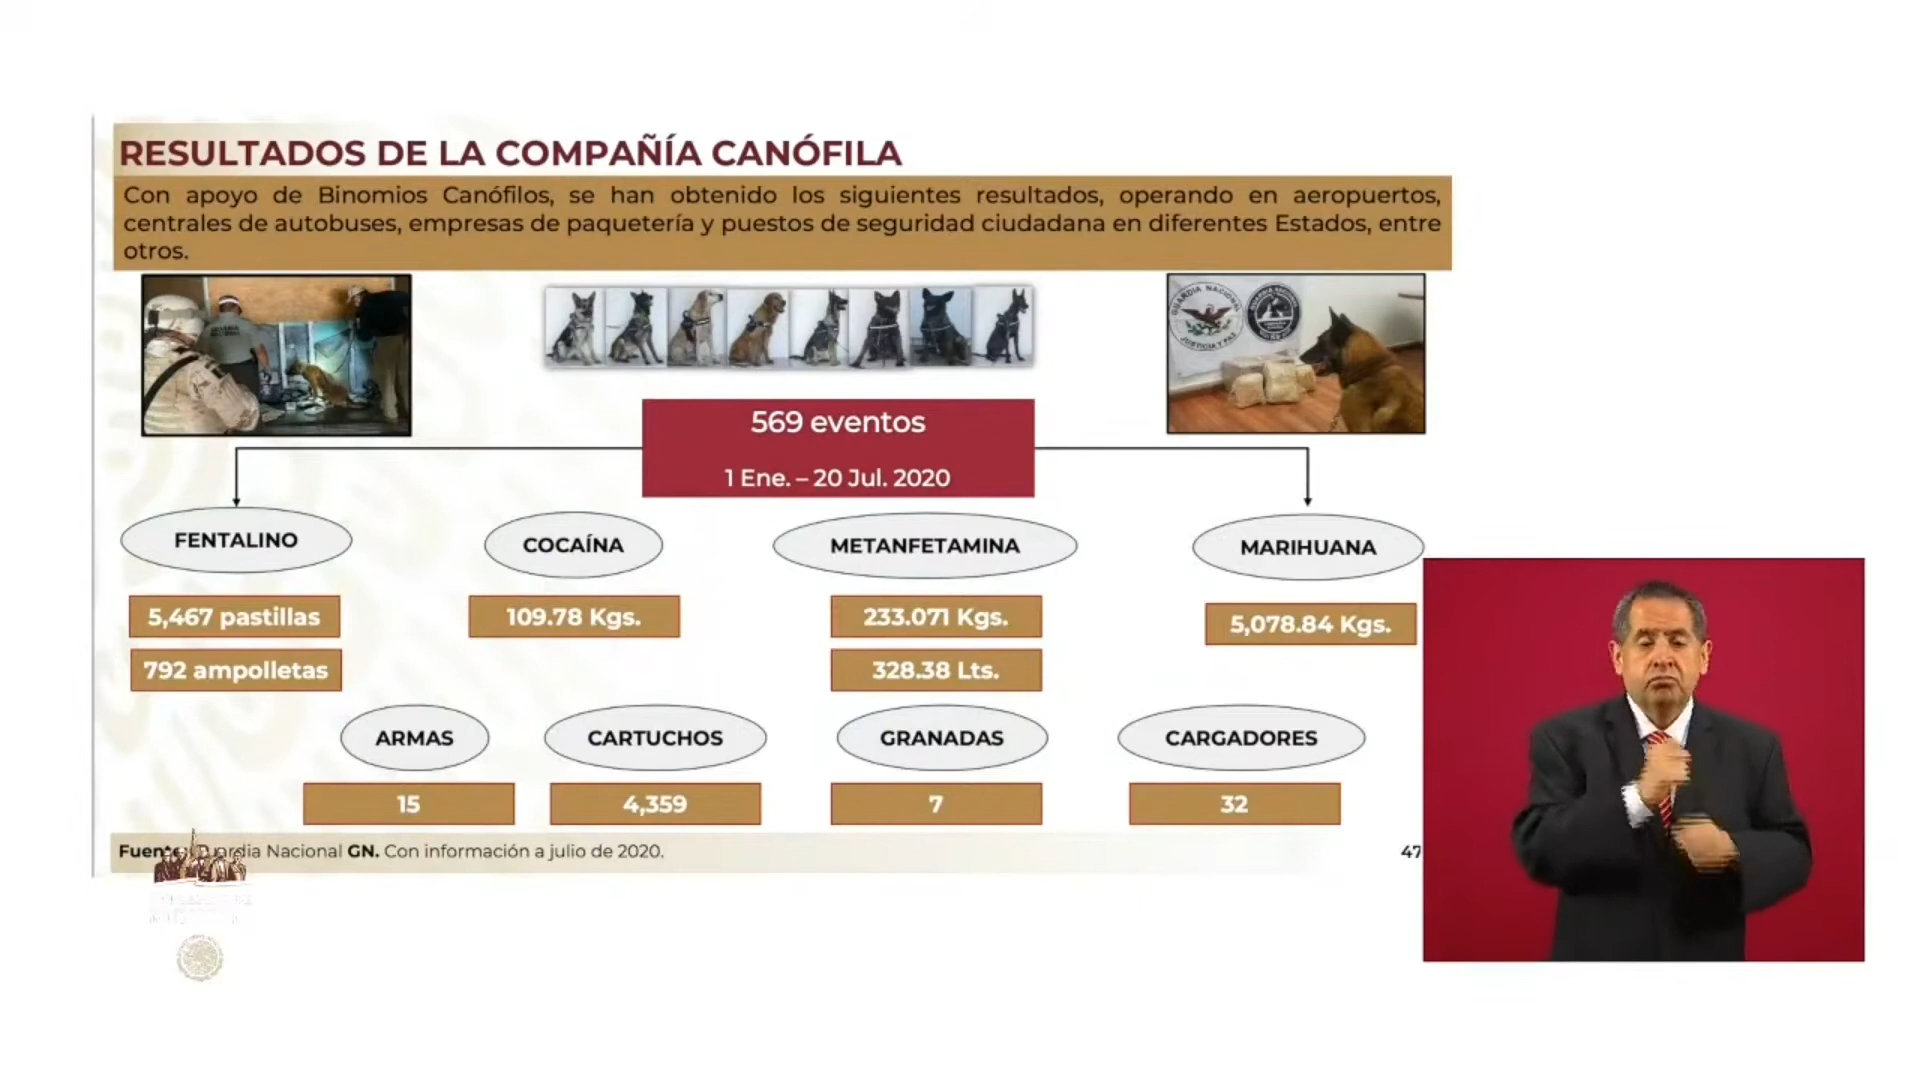 RESULTADOS DE LA COMPAÑÍA CANÓFILA
Con apoyo de Binomios Canófilos, se han obtenido los siguientes resultados, operando en aeropuertos,
centrales de autobuses, empresas de paquetería y puestos de seguridad ciudadana en diferentes Estados, entre
otros.
GUARDIA NACIONAL
JUSTICIA Y PAZ
569 eventos
1 Ene. – 20 Jul. 2020
FENTALINO
COCAÍNA
METANFETAMINA
MARIHUANA
5,467 pastillas
109.78 Kgs.
233.071 Kgs.
5,078.84 Kgs.
792 ampolletas
328.38 Lts.
ARMAS
CARTUCHOS
GRANADAS
CARGADORES
15
4,359
7
32
Nacional GN. Con información a julio de 2020.
47